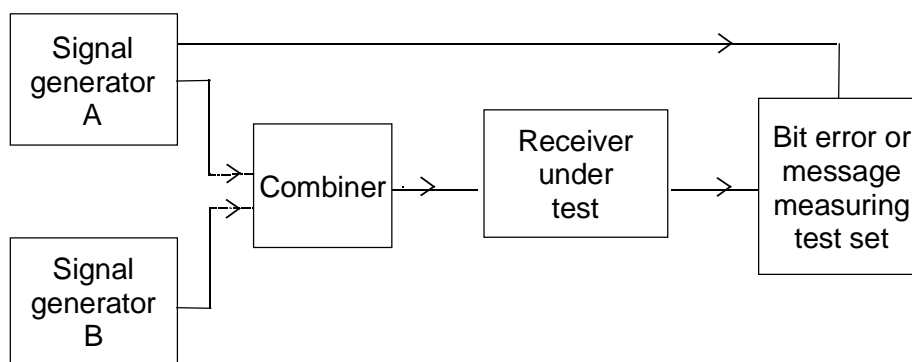 Signal
generator
A
Combiner
Receiver
under
test
Bit error or
message
measuring
test set
Signal
generator
B